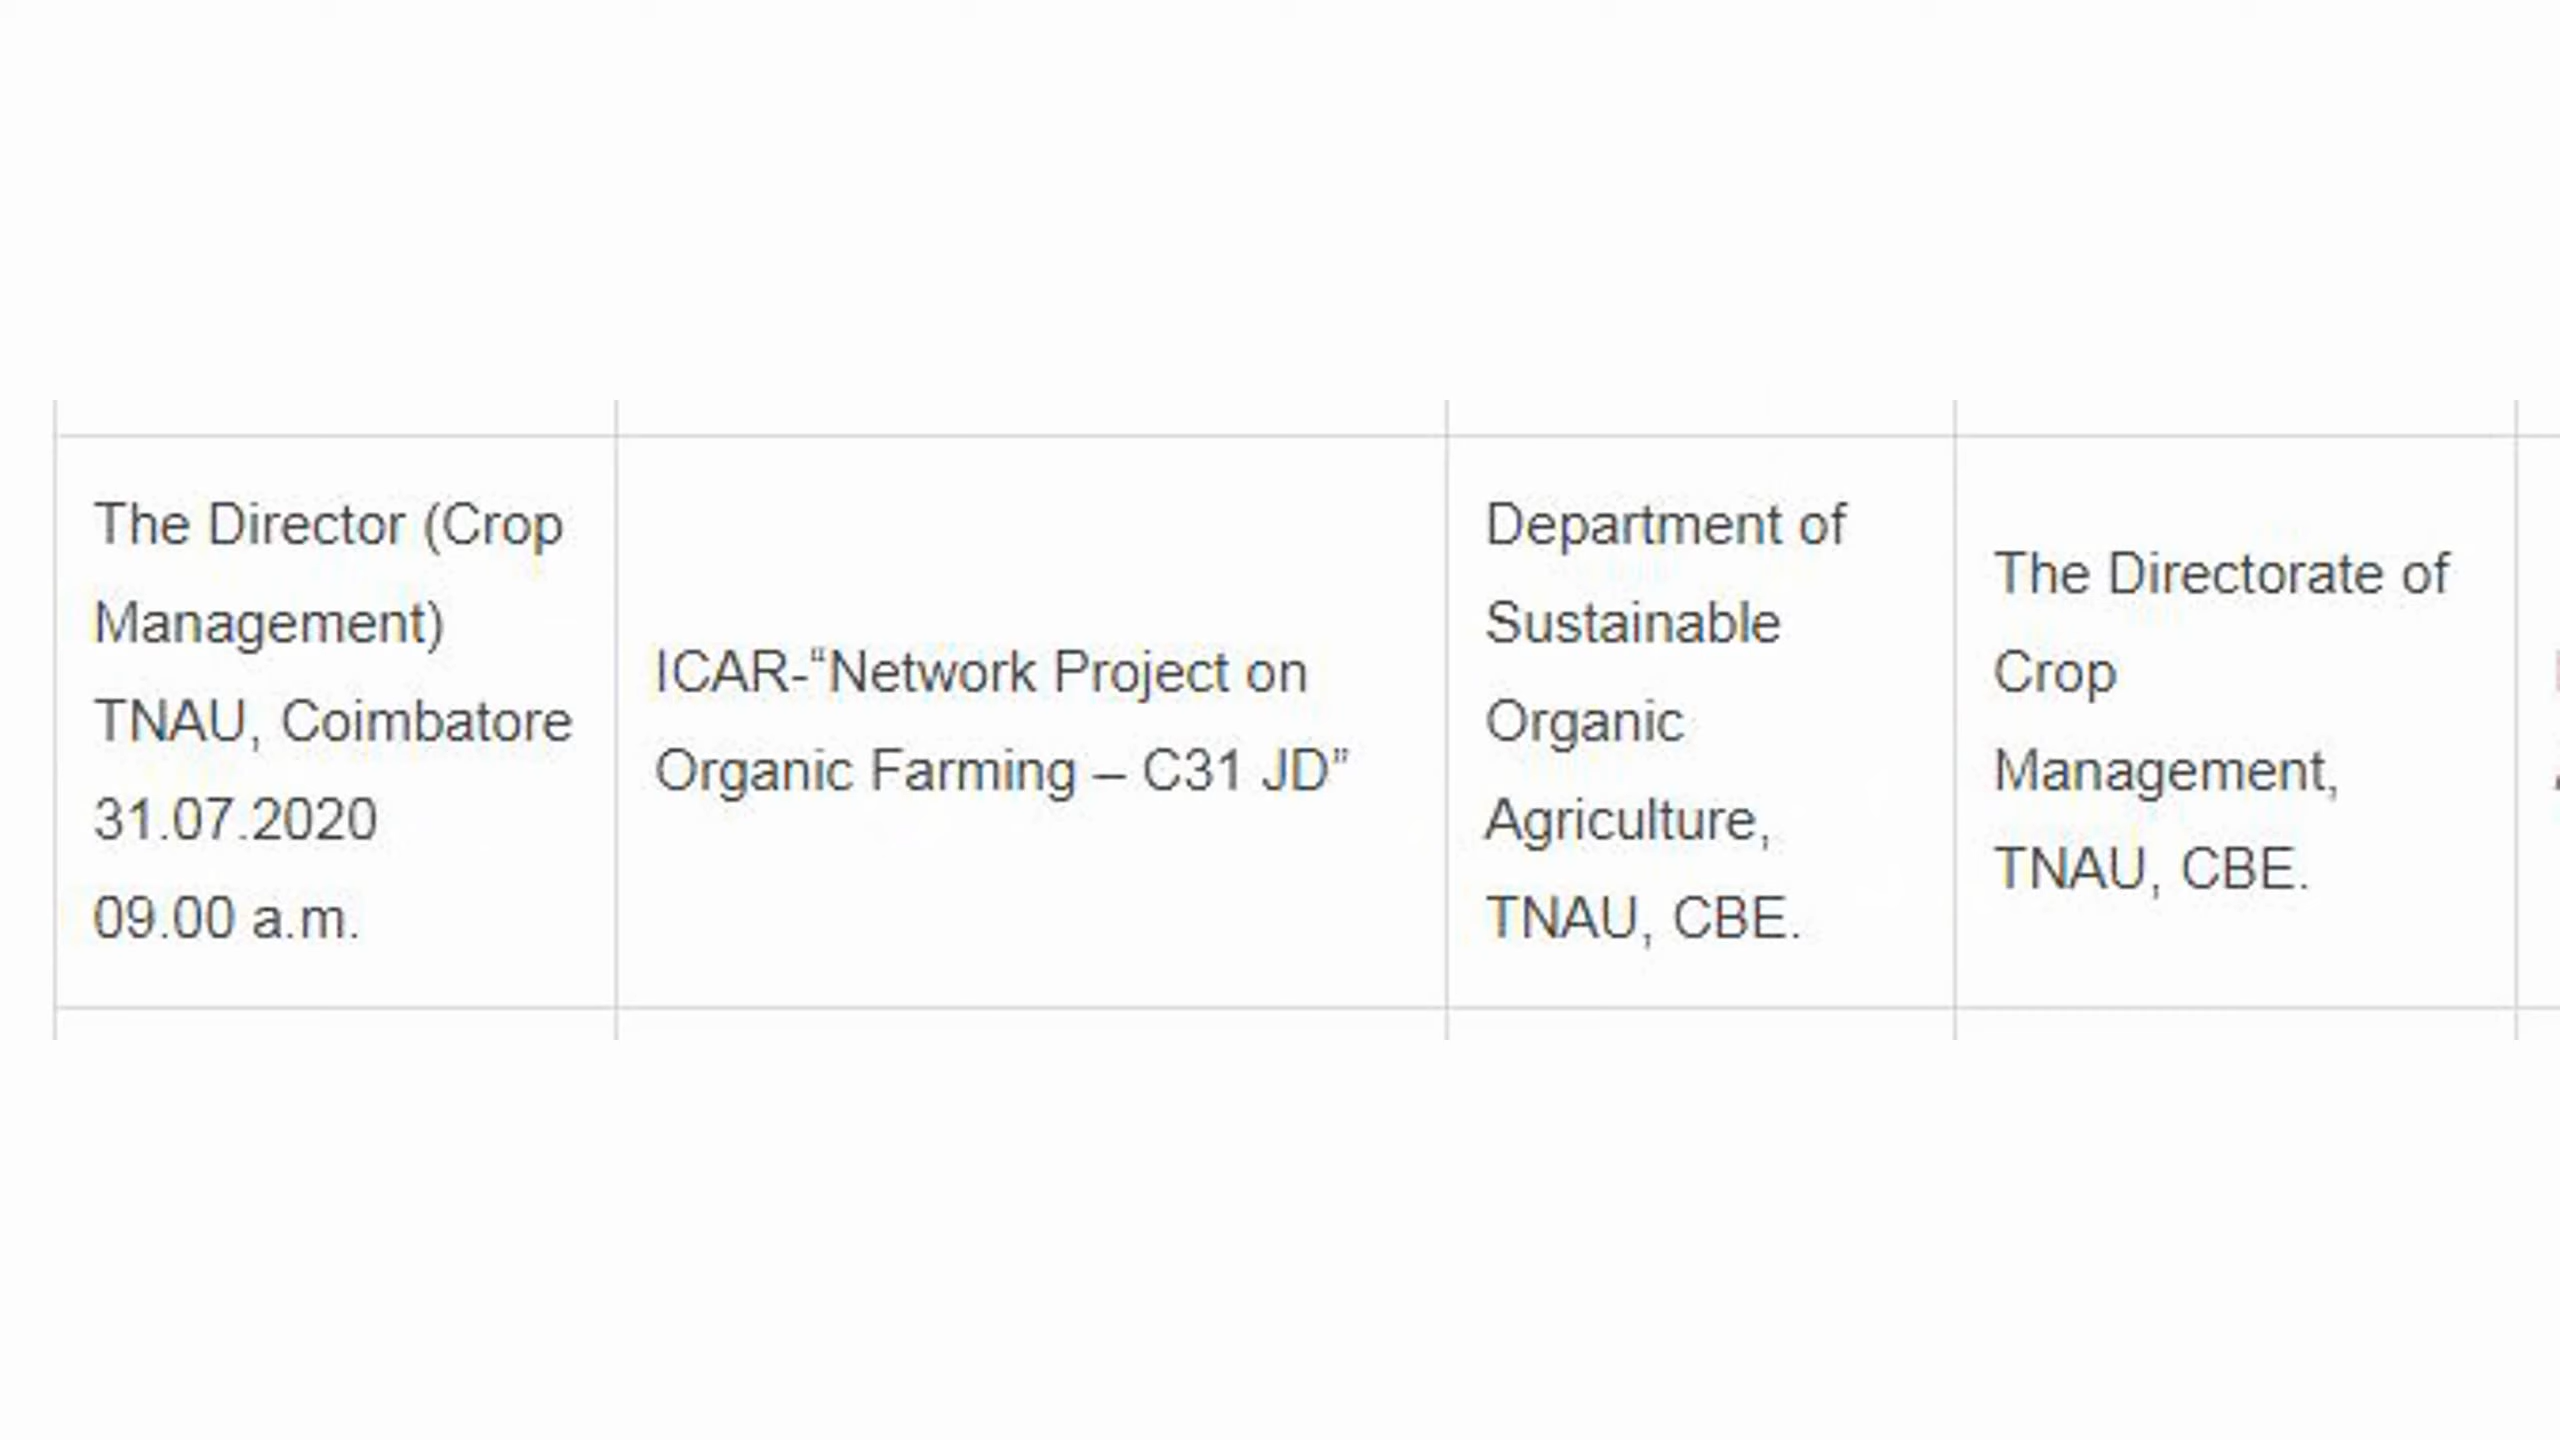 The Director (Crop
Management)
TNAU, Coimbatore
31.07.2020
09.00 a.m.
ICAR-“Network Project on
Organic Farming – C31 JD”
Department of
Sustainable
Organic
Agriculture,
TNAU, CBE.
The Directorate of
Crop
Management,
TNAU, CBE.